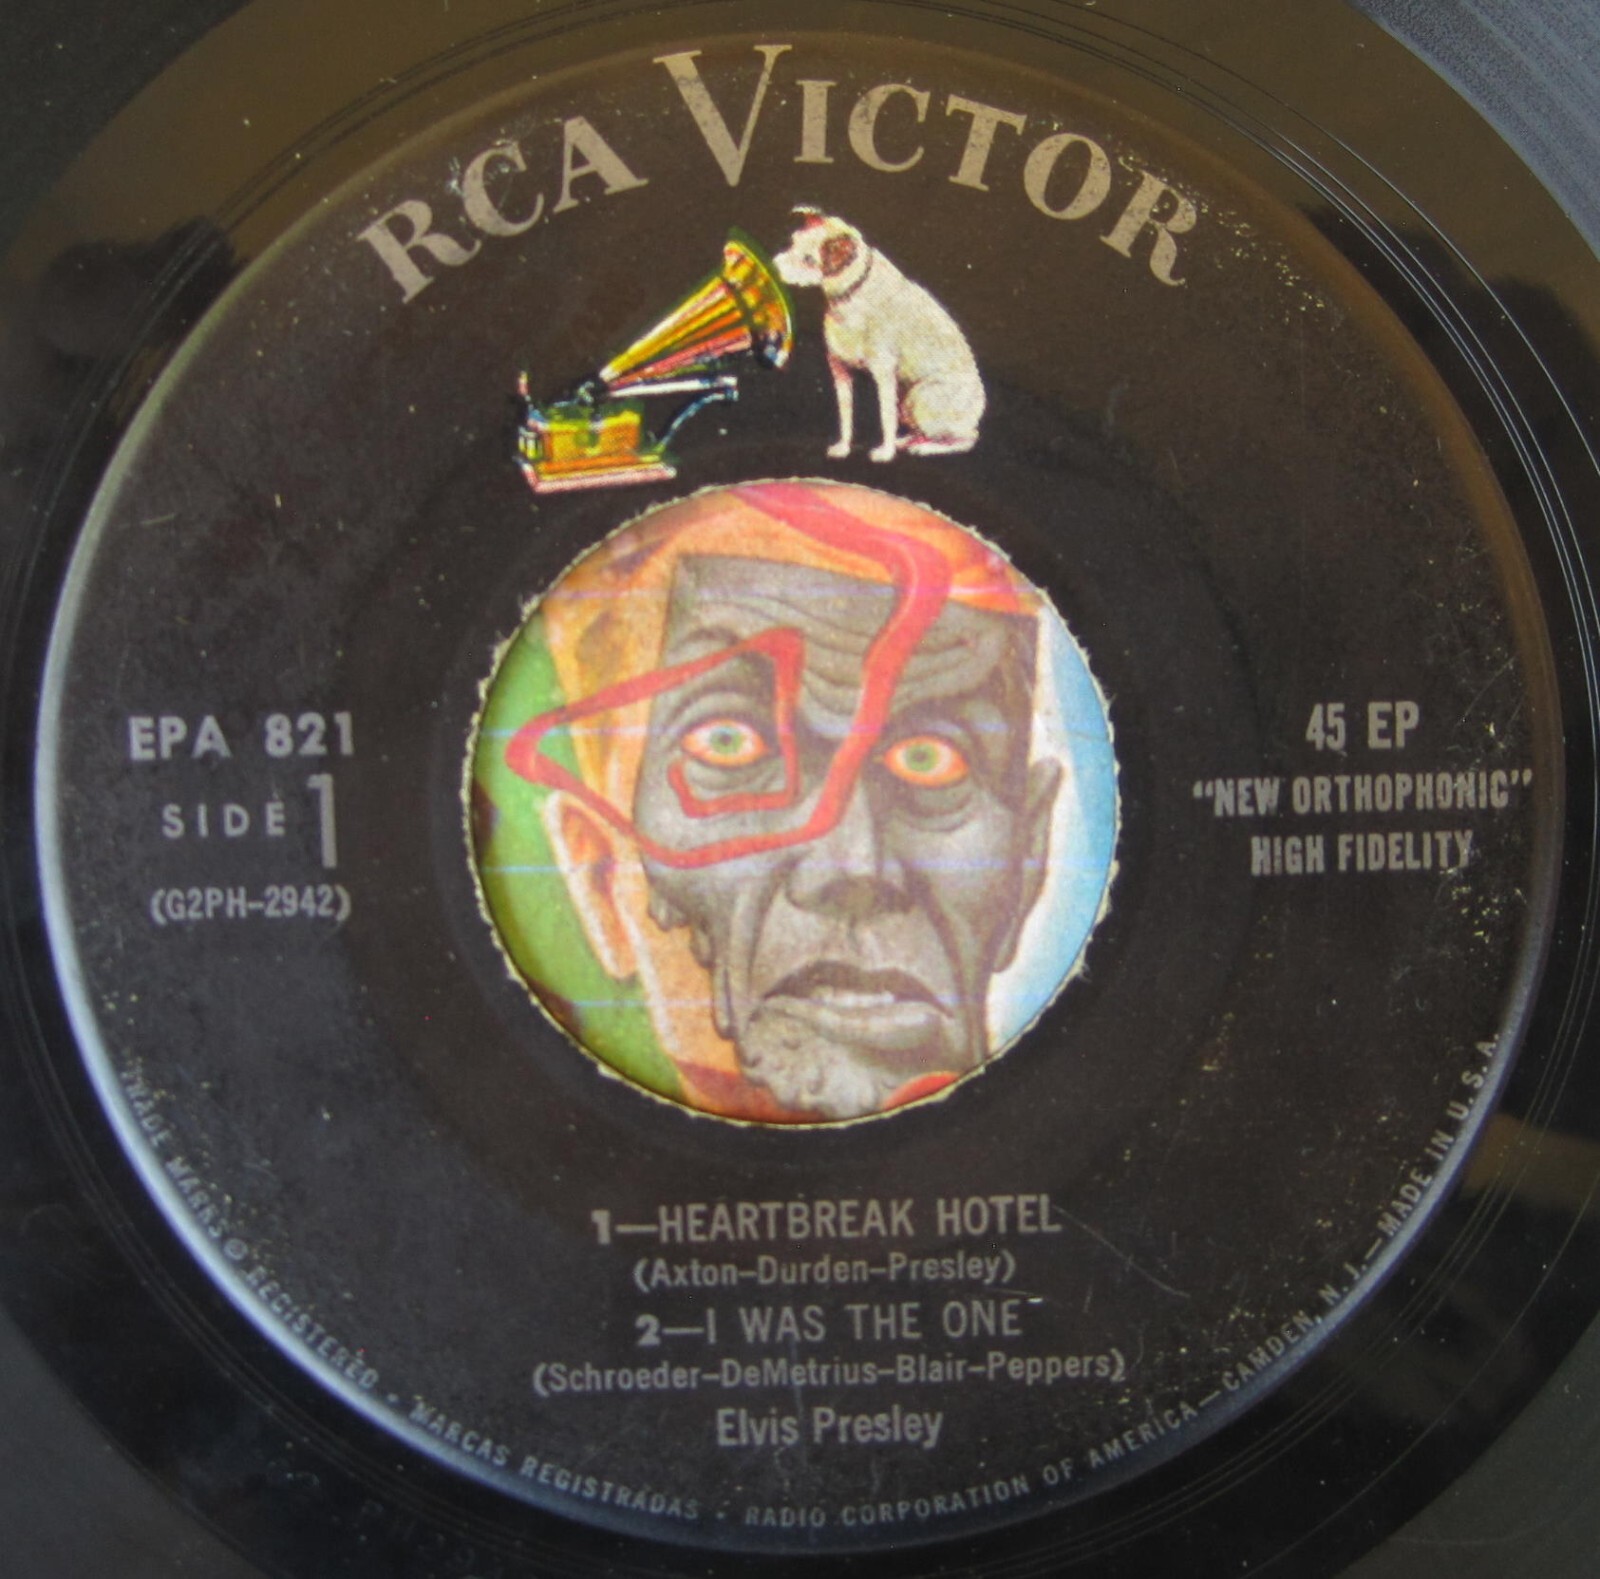 RCA VICTOR
EPA 821
SIDE 1
(G2PH-2942)
45 EP
"NEW ORTHOPHONIC"
HIGH FIDELITY
1—HEARTBREAK HOTEL
(Axton-Durden-Presley)
2—I WAS THE ONE
(Schroeder-DeMetrius-Blair-Peppers)
Elvis Presley
TRADE MARKS ® REGISTERED • MARCAS REGISTRADAS • RADIO CORPORATION OF AMERICA—CAMDEN, N. J.—MADE IN U.S.A.